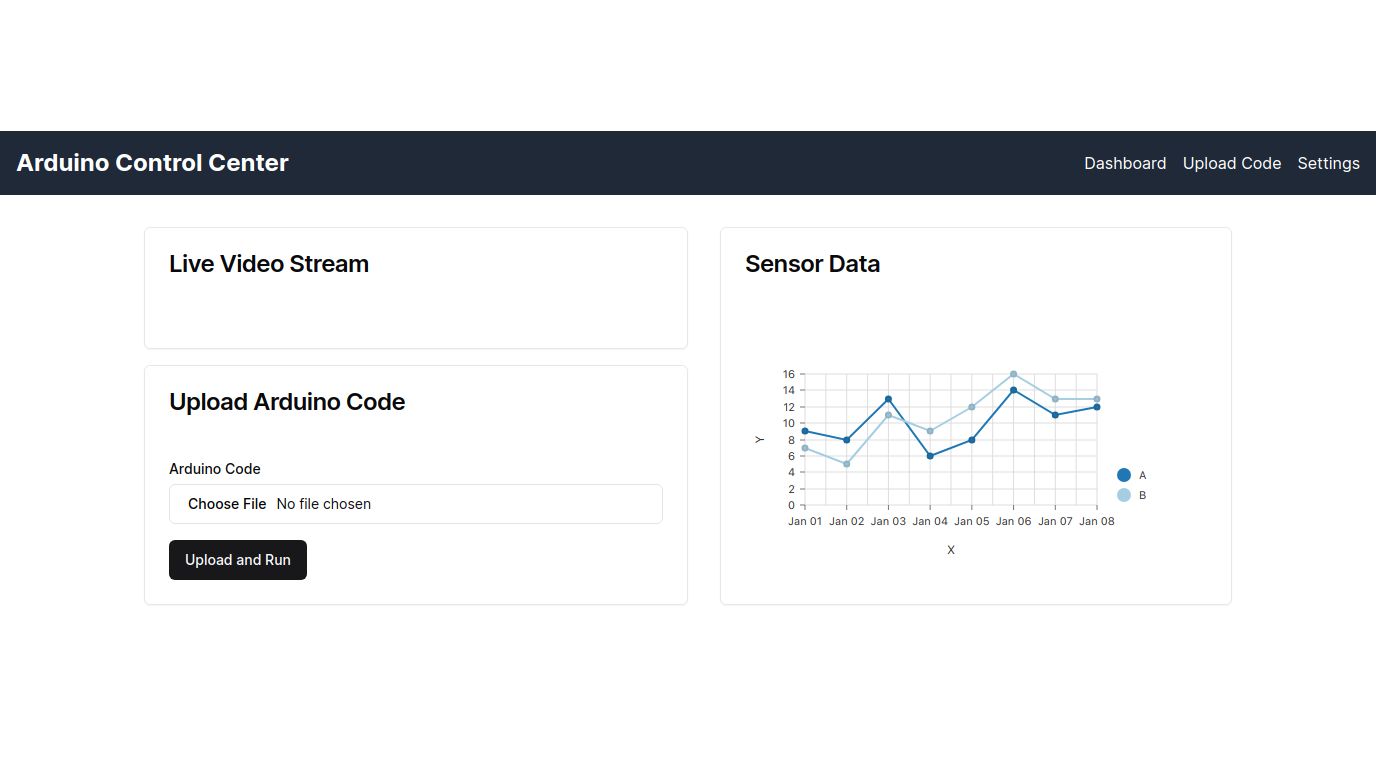 Arduino Control Center
Dashboard Upload Code Settings
Live Video Stream
Upload Arduino Code
Arduino Code
Choose File No file chosen
Upload and Run
Sensor Data
16
14
12
10
8
6
4
2
0
Y
Jan 01 Jan 02 Jan 03 Jan 04 Jan 05 Jan 06 Jan 07 Jan 08
X
A
B